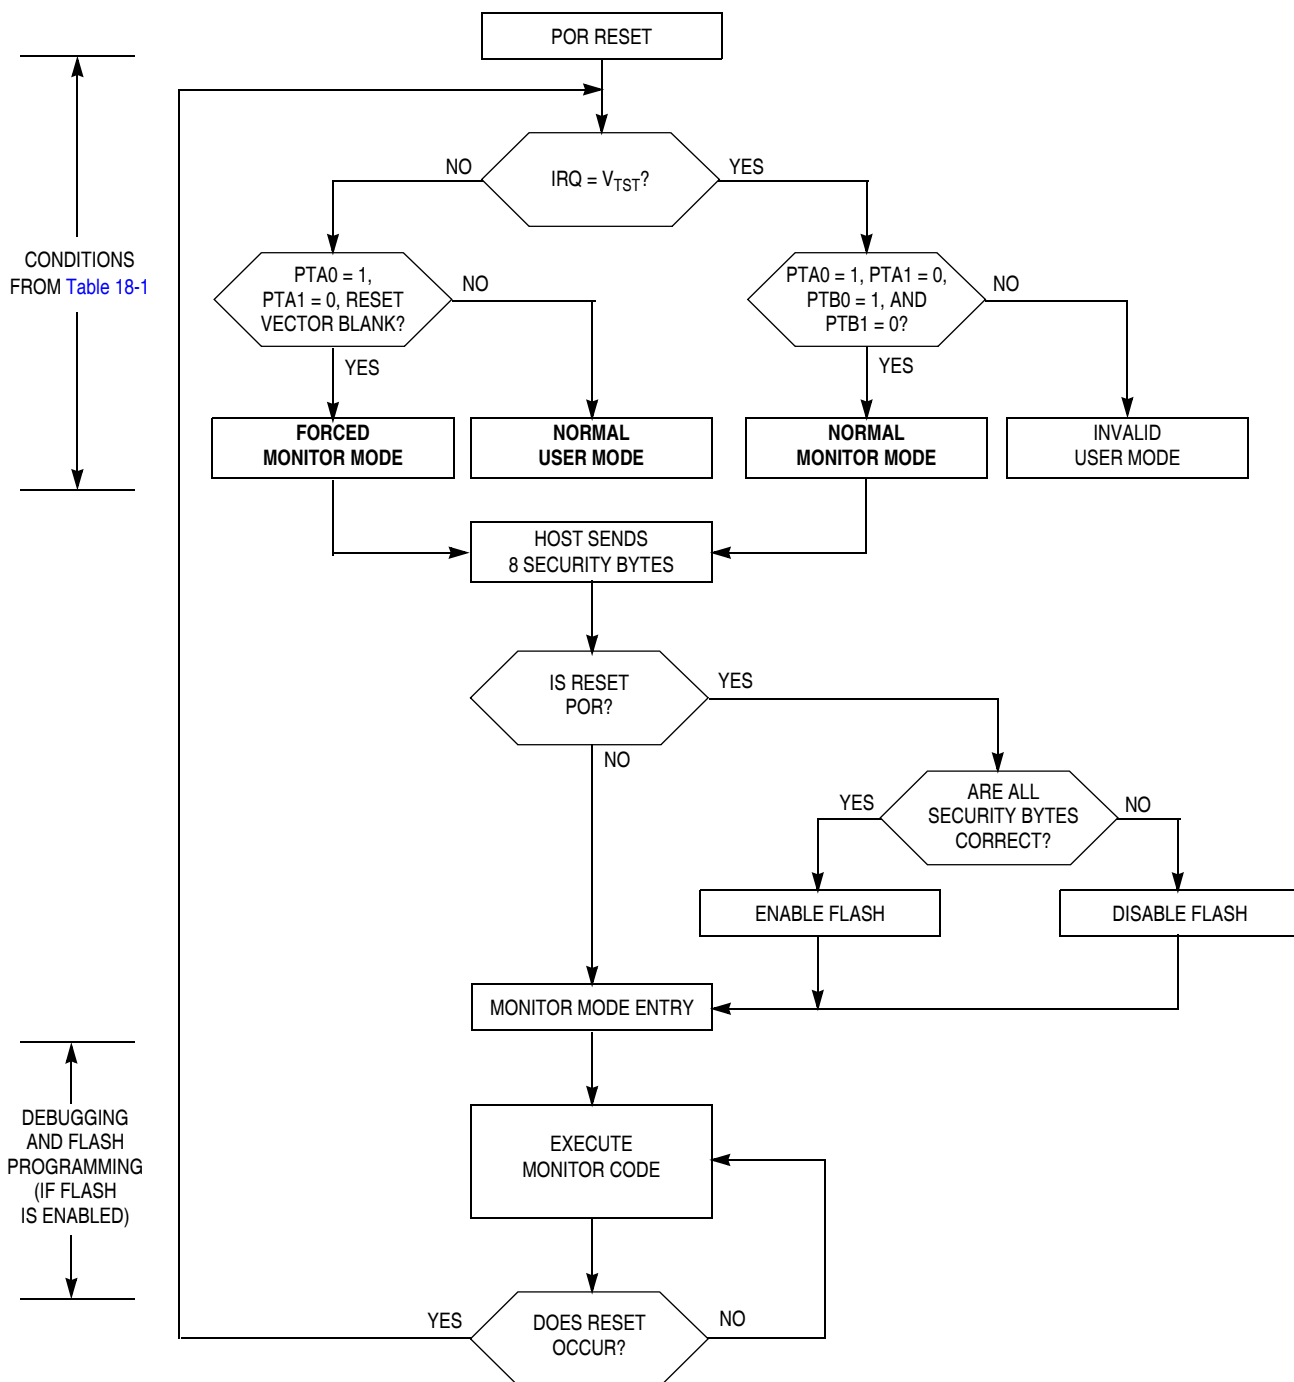 POR RESET
NO
YES
IRQ = VTST?
CONDITIONS
FROM Table 18-1
PTA0 = 1,
PTA1 = 0, RESET
VECTOR BLANK?
NO
YES
PTA0 = 1, PTA1 = 0,
PTB0 = 1, AND
PTB1 = 0?
NO
YES
FORCED
MONITOR MODE
NORMAL
USER MODE
NORMAL
MONITOR MODE
INVALID
USER MODE
HOST SENDS
8 SECURITY BYTES
IS RESET
POR?
YES
NO
ARE ALL
SECURITY BYTES
CORRECT?
YES
NO
ENABLE FLASH
DISABLE FLASH
MONITOR MODE ENTRY
DEBUGGING
AND FLASH
PROGRAMMING
(IF FLASH
IS ENABLED)
EXECUTE
MONITOR CODE
YES
DOES RESET
OCCUR?
NO